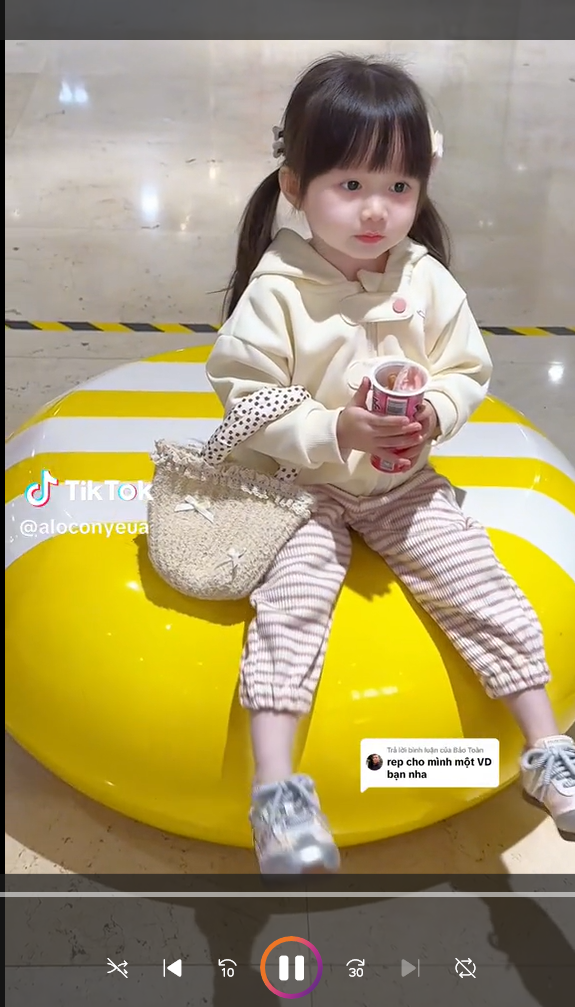 TikTok
@aloconyeua
Trả lời bình luận của Bảo Toàn
rep cho mình một VD
bạn nha
10
30